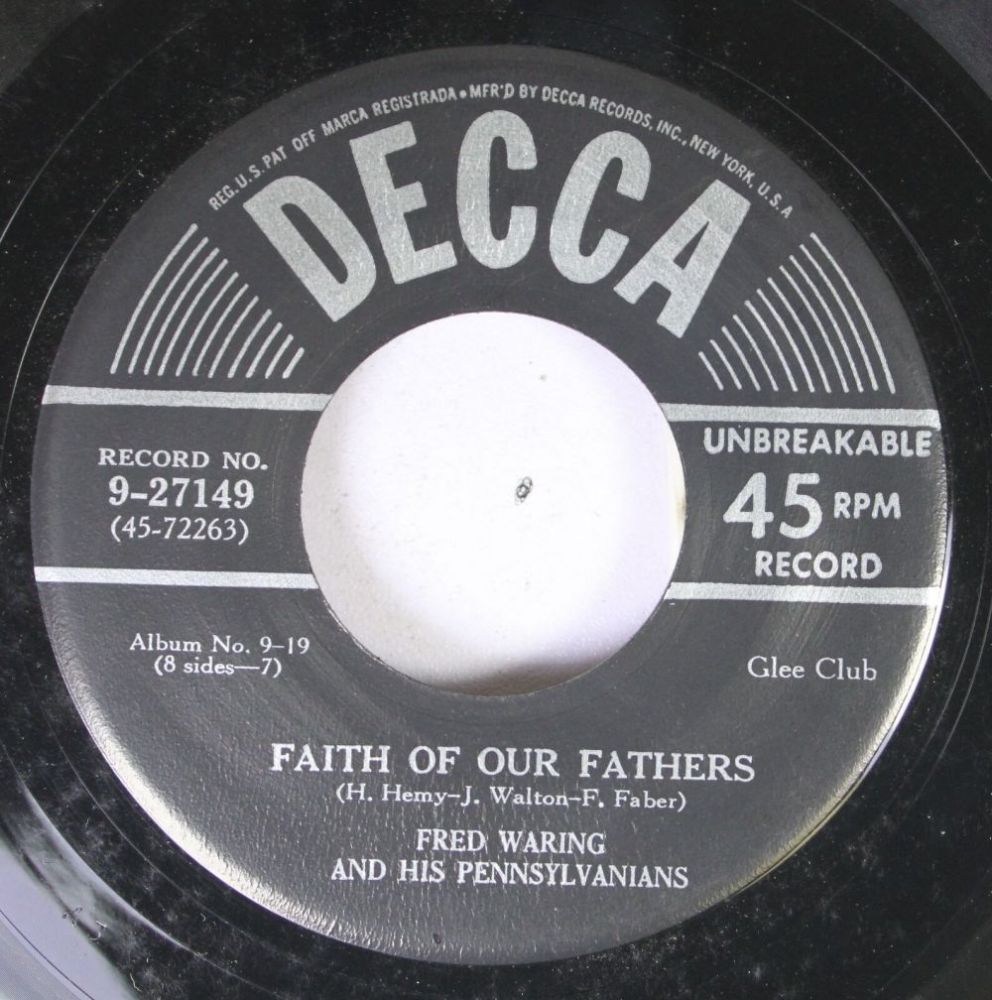 REG. U.S. PAT OFF MARCA REGISTRADA • MFR'D BY DECCA RECORDS, INC., NEW YORK, U.S.A
DECCA
RECORD NO.
9-27149
(45-72263)
UNBREAKABLE
45 RPM
RECORD
Album No. 9-19
(8 sides—7)
Glee Club
FAITH OF OUR FATHERS
(H. Hemy-J. Walton-F. Faber)
FRED WARING
AND HIS PENNSYLVANIANS